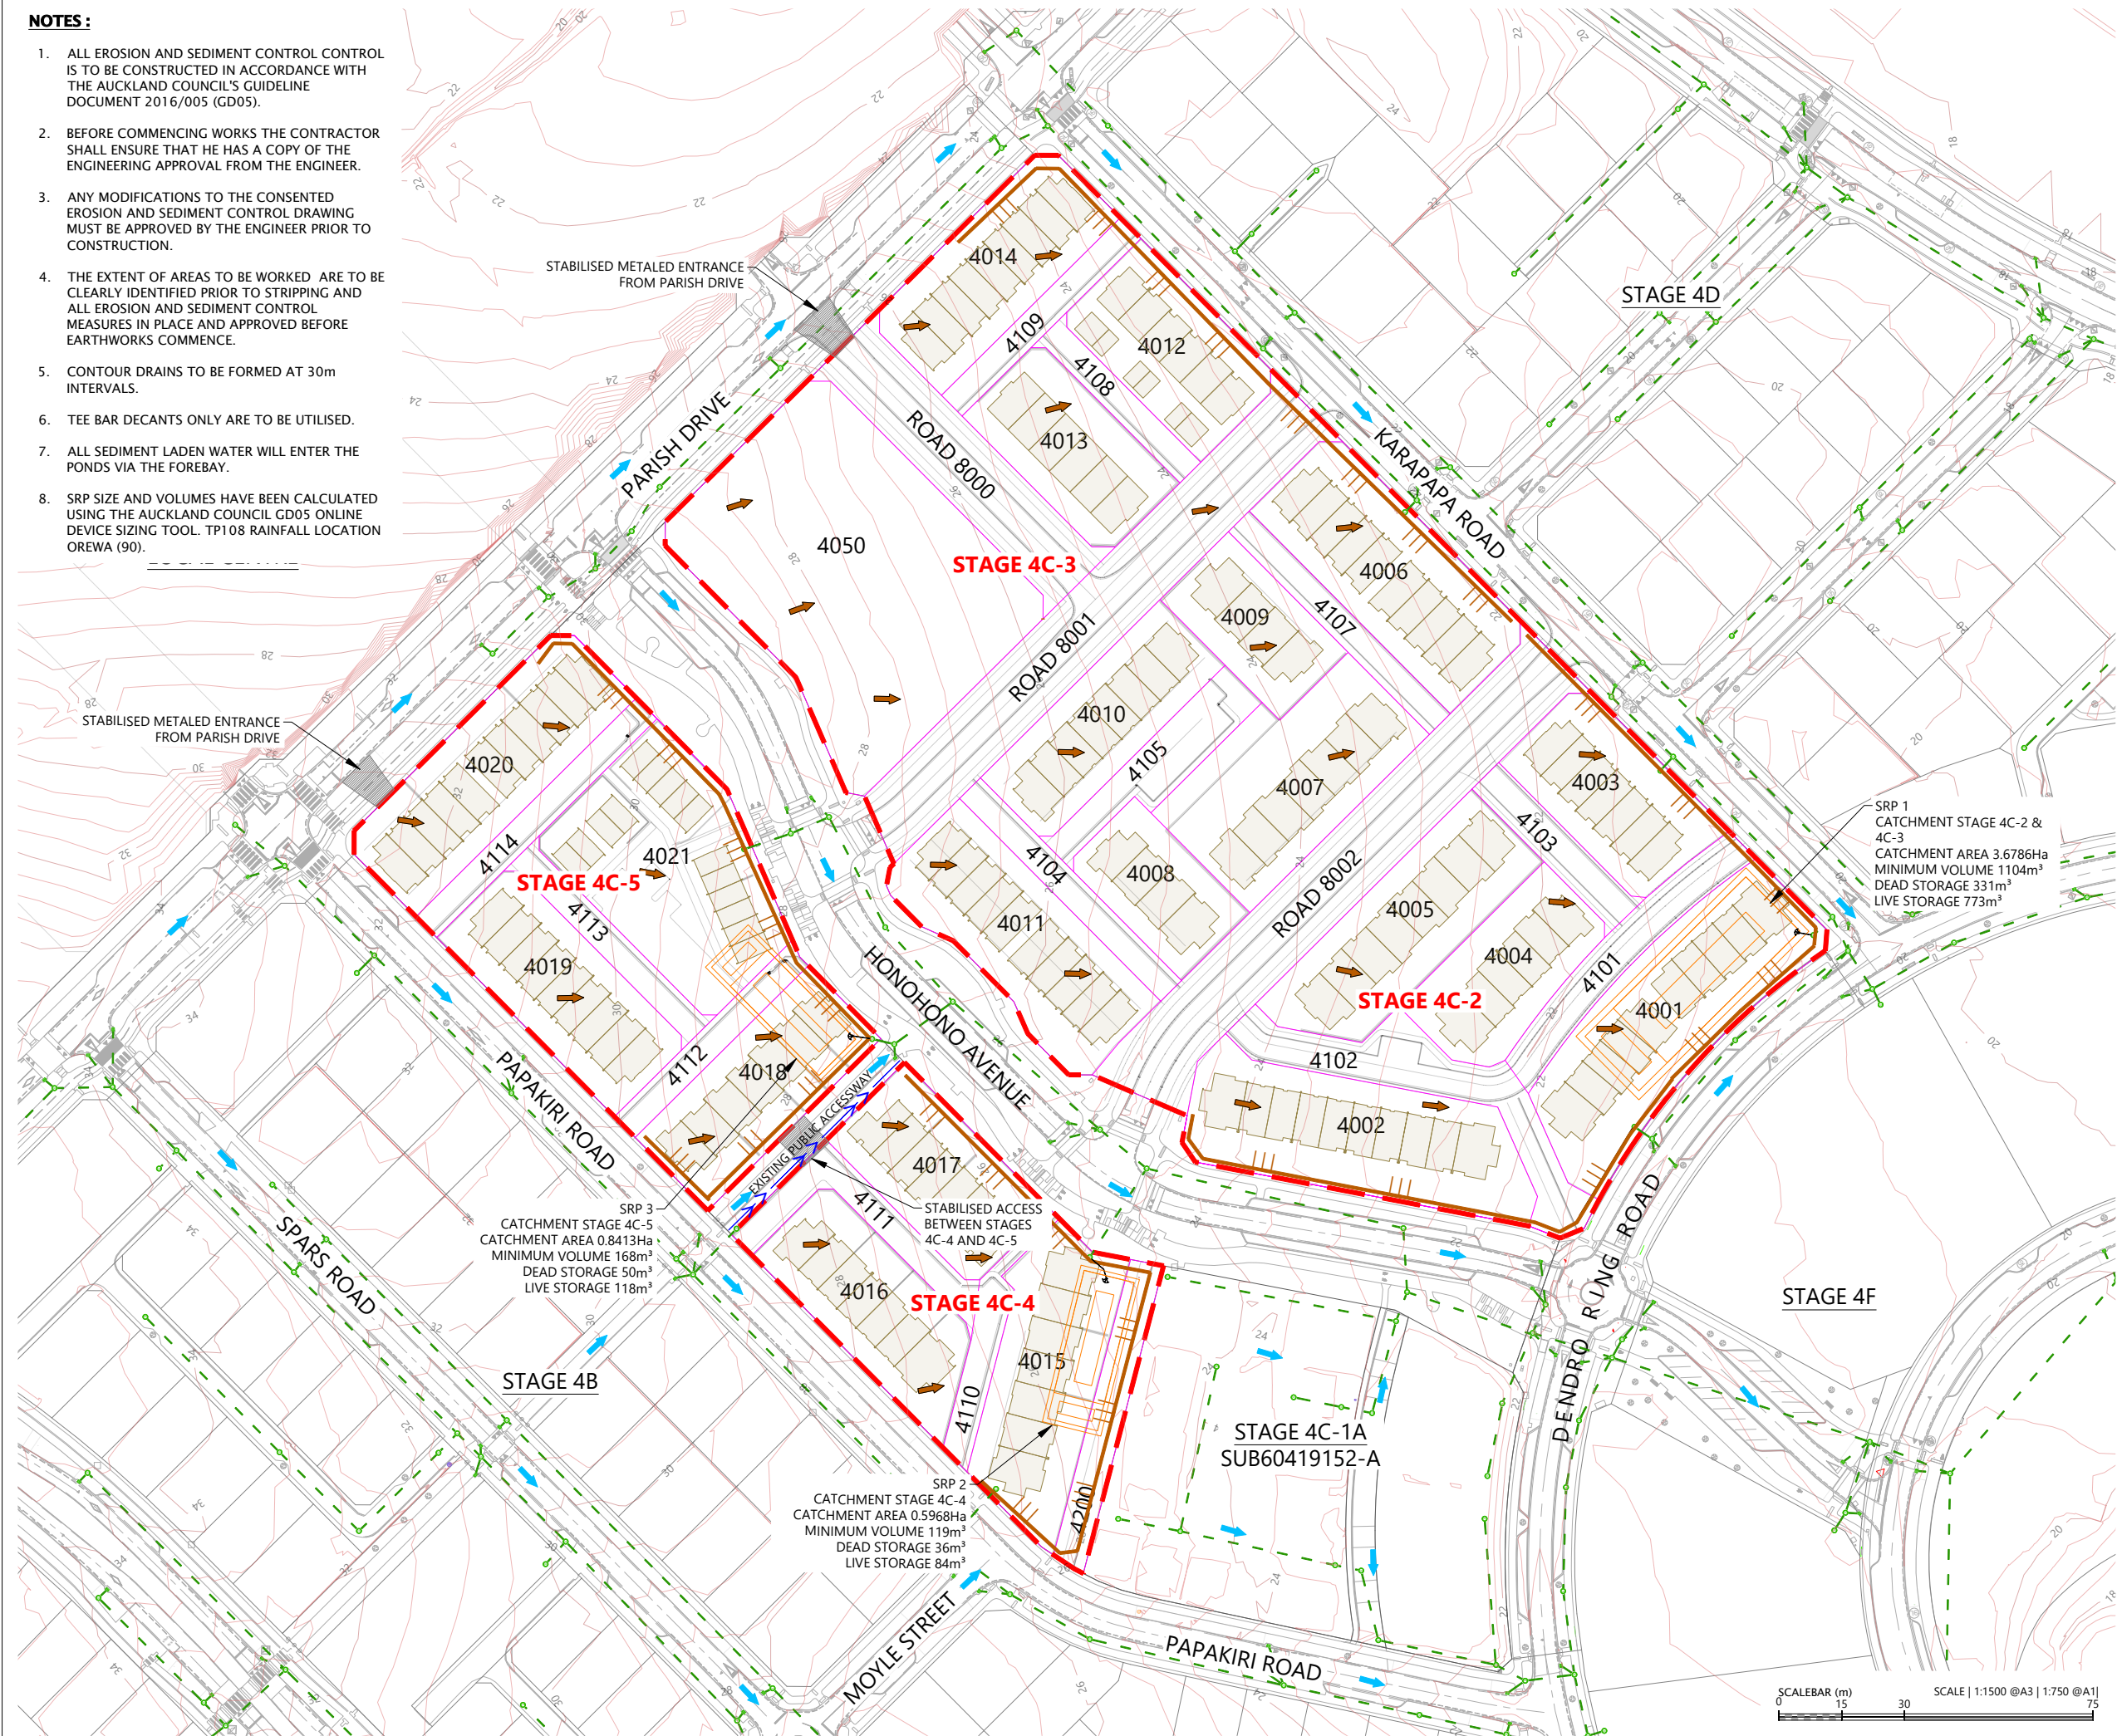 NOTES :
1. ALL EROSION AND SEDIMENT CONTROL CONTROL
IS TO BE CONSTRUCTED IN ACCORDANCE WITH
THE AUCKLAND COUNCIL'S GUIDELINE
DOCUMENT 2016/005 (GD05).
2. BEFORE COMMENCING WORKS THE CONTRACTOR
SHALL ENSURE THAT HE HAS A COPY OF THE
ENGINEERING APPROVAL FROM THE ENGINEER.
3. ANY MODIFICATIONS TO THE CONSENTED
EROSION AND SEDIMENT CONTROL DRAWING
MUST BE APPROVED BY THE ENGINEER PRIOR TO
CONSTRUCTION.
4. THE EXTENT OF AREAS TO BE WORKED ARE TO BE
CLEARLY IDENTIFIED PRIOR TO STRIPPING AND
ALL EROSION AND SEDIMENT CONTROL
MEASURES IN PLACE AND APPROVED BEFORE
EARTHWORKS COMMENCE.
5. CONTOUR DRAINS TO BE FORMED AT 30m
INTERVALS.
6. TEE BAR DECANTS ONLY ARE TO BE UTILISED.
7. ALL SEDIMENT LADEN WATER WILL ENTER THE
PONDS VIA THE FOREBAY.
8. SRP SIZE AND VOLUMES HAVE BEEN CALCULATED
USING THE AUCKLAND COUNCIL GD05 ONLINE
DEVICE SIZING TOOL. TP108 RAINFALL LOCATION
OREWA (90).
STABILISED METALED ENTRANCE
FROM PARISH DRIVE
4014
4109
4012
4108
4013
STAGE 4D
PARISH DRIVE
ROAD 8000
KARAPAPA ROAD
4050
STAGE 4C-3
4006
4009
4107
ROAD 8001
STABILISED METALED ENTRANCE
FROM PARISH DRIVE
4020
4010
4105
4007
4003
4103
SRP 1
CATCHMENT STAGE 4C-2 &
4C-3
CATCHMENT AREA 3.6786Ha
MINIMUM VOLUME 1104m³
DEAD STORAGE 331m³
LIVE STORAGE 773m³
4114
4021
STAGE 4C-5
4113
4104
4008
4011
ROAD 8002
4005
4004
4101
4001
4019
HONOHONO AVENUE
STAGE 4C-2
4102
4002
4112
4018
PAPAKIRI ROAD
EXISTING PUBLIC ACCESSWAY
4017
4111
STABILISED ACCESS
BETWEEN STAGES
4C-4 AND 4C-5
SRP 3
CATCHMENT STAGE 4C-5
CATCHMENT AREA 0.8413Ha
MINIMUM VOLUME 168m³
DEAD STORAGE 50m³
LIVE STORAGE 118m³
SPARS ROAD
4016
STAGE 4C-4
4015
4110
STAGE 4F
DENDRO RING ROAD
STAGE 4B
STAGE 4C-1A
SUB60419152-A
SRP 2
CATCHMENT STAGE 4C-4
CATCHMENT AREA 0.5968Ha
MINIMUM VOLUME 119m³
DEAD STORAGE 36m³
LIVE STORAGE 84m³
4200
MOYLE STREET
PAPAKIRI ROAD
SCALEBAR (m)
SCALE | 1:1500 @A3 | 1:750 @A1|
0 15 30 75